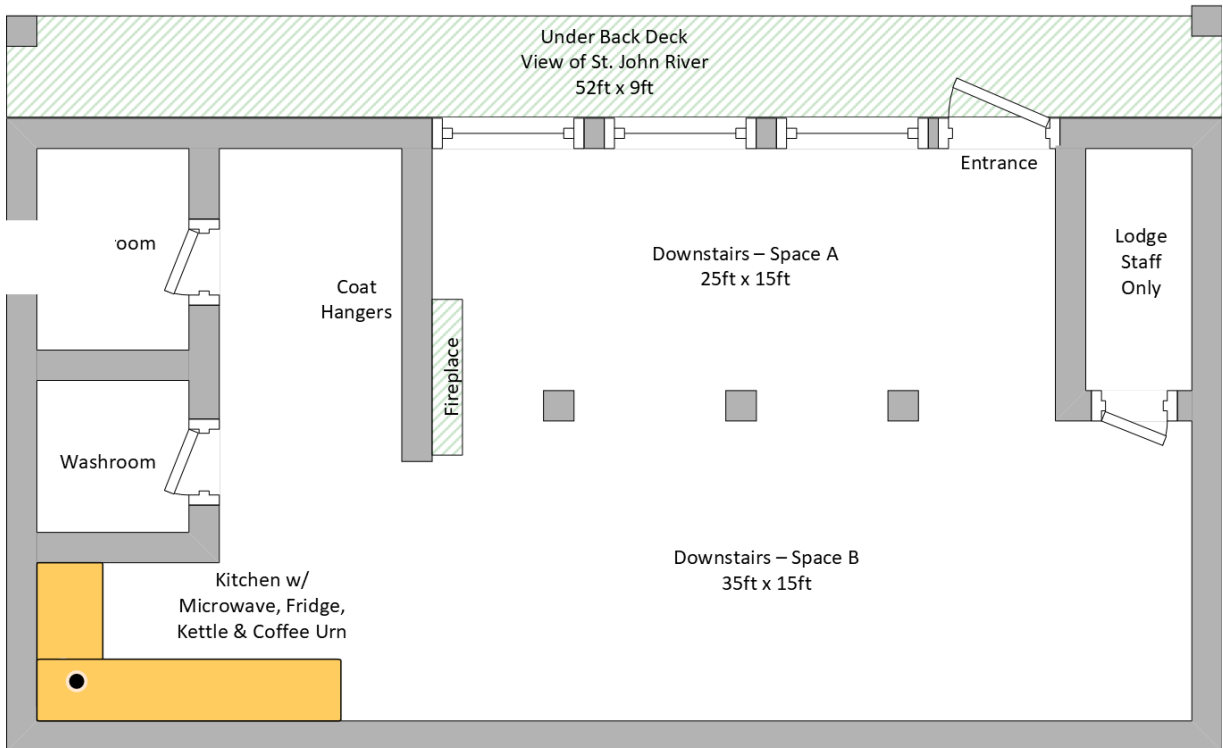 Under Back Deck
View of St. John River
52ft x 9ft
Entrance
Downstairs – Space A
25ft x 15ft
Lodge
Staff
Only
oom
Coat
Hangers
Fireplace
Washroom
Downstairs – Space B
35ft x 15ft
Kitchen w/
Microwave, Fridge,
Kettle & Coffee Urn